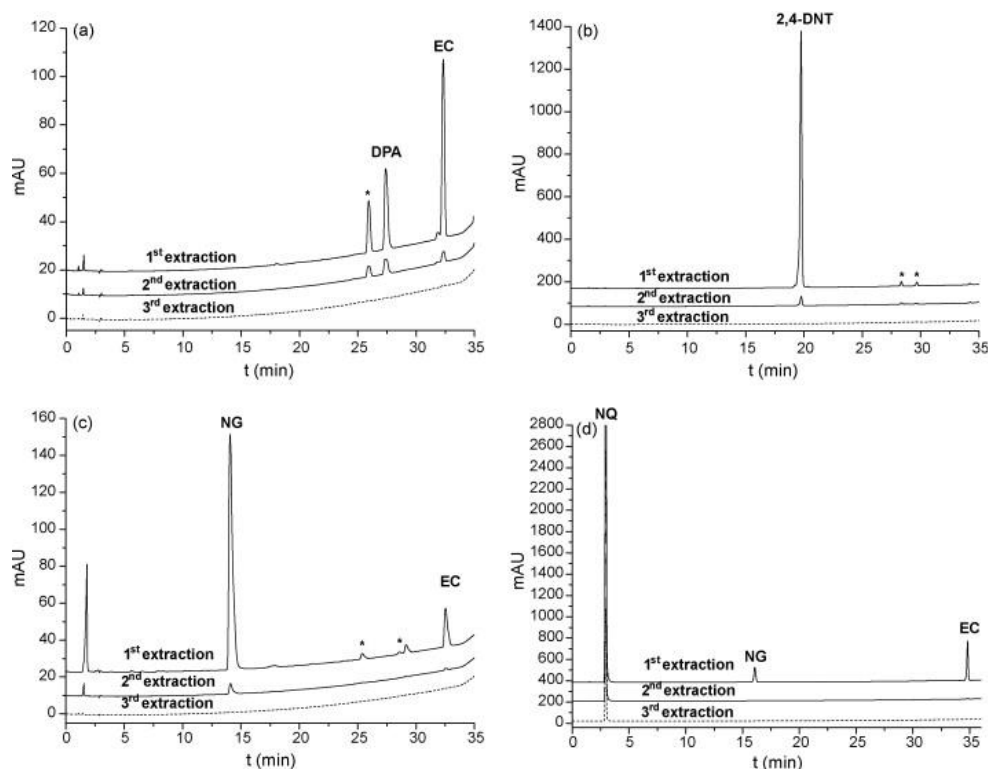 (a)
120
100
80
60
40
20
0
mAU
EC
DPA
*
1st extraction
2nd extraction
3rd extraction
0 5 10 15 20 25 30 35
t (min)
(b)
2,4-DNT
1400
1200
1000
800
600
400
200
0
mAU
* *
1st extraction
2nd extraction
3rd extraction
0 5 10 15 20 25 30 35
t (min)
(c)
160
140
120
100
80
60
40
20
0
mAU
NG
EC
* *
1st extraction
2nd extraction
3rd extraction
0 5 10 15 20 25 30 35
t (min)
(d)
NQ
2800
2600
2400
2200
2000
1800
1600
1400
1200
1000
800
600
400
200
0
mAU
EC
NG
1st extraction
2nd extraction
3rd extraction
0 5 10 15 20 25 30 35
t (min)